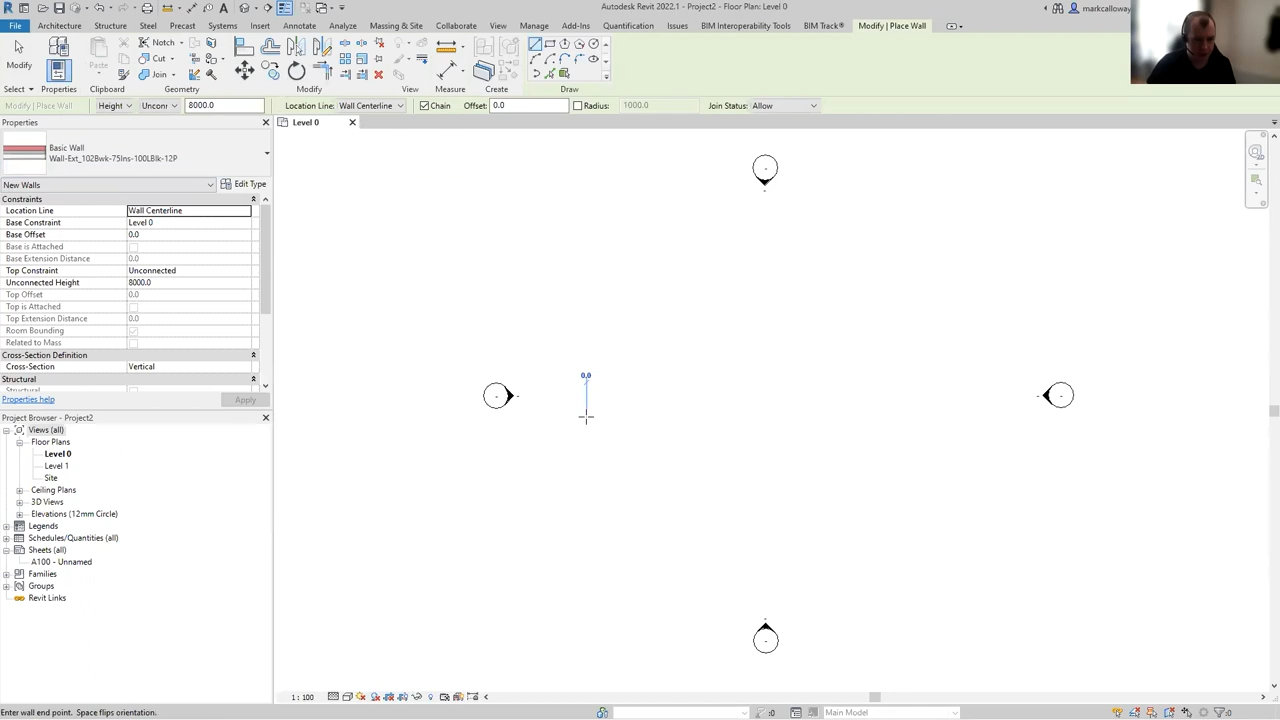 Autodesk Revit 2022.1 - Project2 - Floor Plan: Level 0
markcalloway
File
Architecture
Structure
Steel
Precast
Systems
Insert
Annotate
Analyze
Massing & Site
Collaborate
View
Manage
Add-Ins
Quantification
Issues
BIM Interoperability Tools
BIM Track®
Modify | Place Wall
Modify
Paste
Notes
Cut
Join
Select
Properties
Clipboard
Geometry
Modify
View
Measure
Create
Draw
Modify | Place Wall
Height
Uncon
8000.0
Location Line:
Wall Centerline
Chain
Offset:
0.0
Radius:
1000.0
Join Status:
Allow
Properties
Level 0
Basic Wall
Wall-Ext_102Bwk-75Ins-100LBlk-12P
New Walls
Edit Type
Constraints
Location Line Wall Centerline
Base Constraint Level 0
Base Offset 0.0
Base is Attached
Base Extension Distance 0.0
Top Constraint Unconnected
Unconnected Height 8000.0
Top Offset 0.0
Top is Attached
Top Extension Distance 0.0
Room Bounding
Related to Mass
Cross-Section Definition
Cross-Section Vertical
Structural
Structural 
Properties help
Apply
0.0
Project Browser - Project2
Views (all)
Floor Plans
Level 0
Level 1
Site
Ceiling Plans
3D Views
Elevations (12mm Circle)
Legends
Schedules/Quantities (all)
Sheets (all)
A100 - Unnamed
Families
Groups
Revit Links
1 : 100
Enter wall end point. Space flips orientation.
:0
Main Model
:0